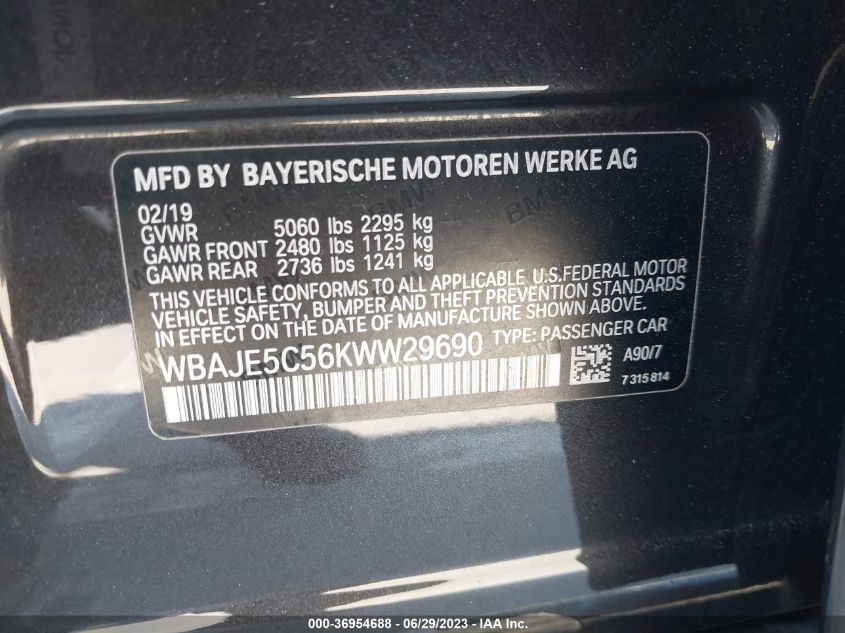 MFD BY BAYERISCHE MOTOREN WERKE AG
02/19
GVWR 5060 lbs 2295 kg
GAWR FRONT 2480 lbs 1125 kg
GAWR REAR 2736 lbs 1241 kg
THIS VEHICLE CONFORMS TO ALL APPLICABLE U.S.FEDERAL MOTOR
VEHICLE SAFETY, BUMPER AND THEFT PREVENTION STANDARDS
IN EFFECT ON THE DATE OF MANUFACTURE SHOWN ABOVE.
WBAJE5C56KWW29690 TYPE: PASSENGER CAR
A90/7
7 315 814
000-36954688 - 06/29/2023 - IAA Inc.